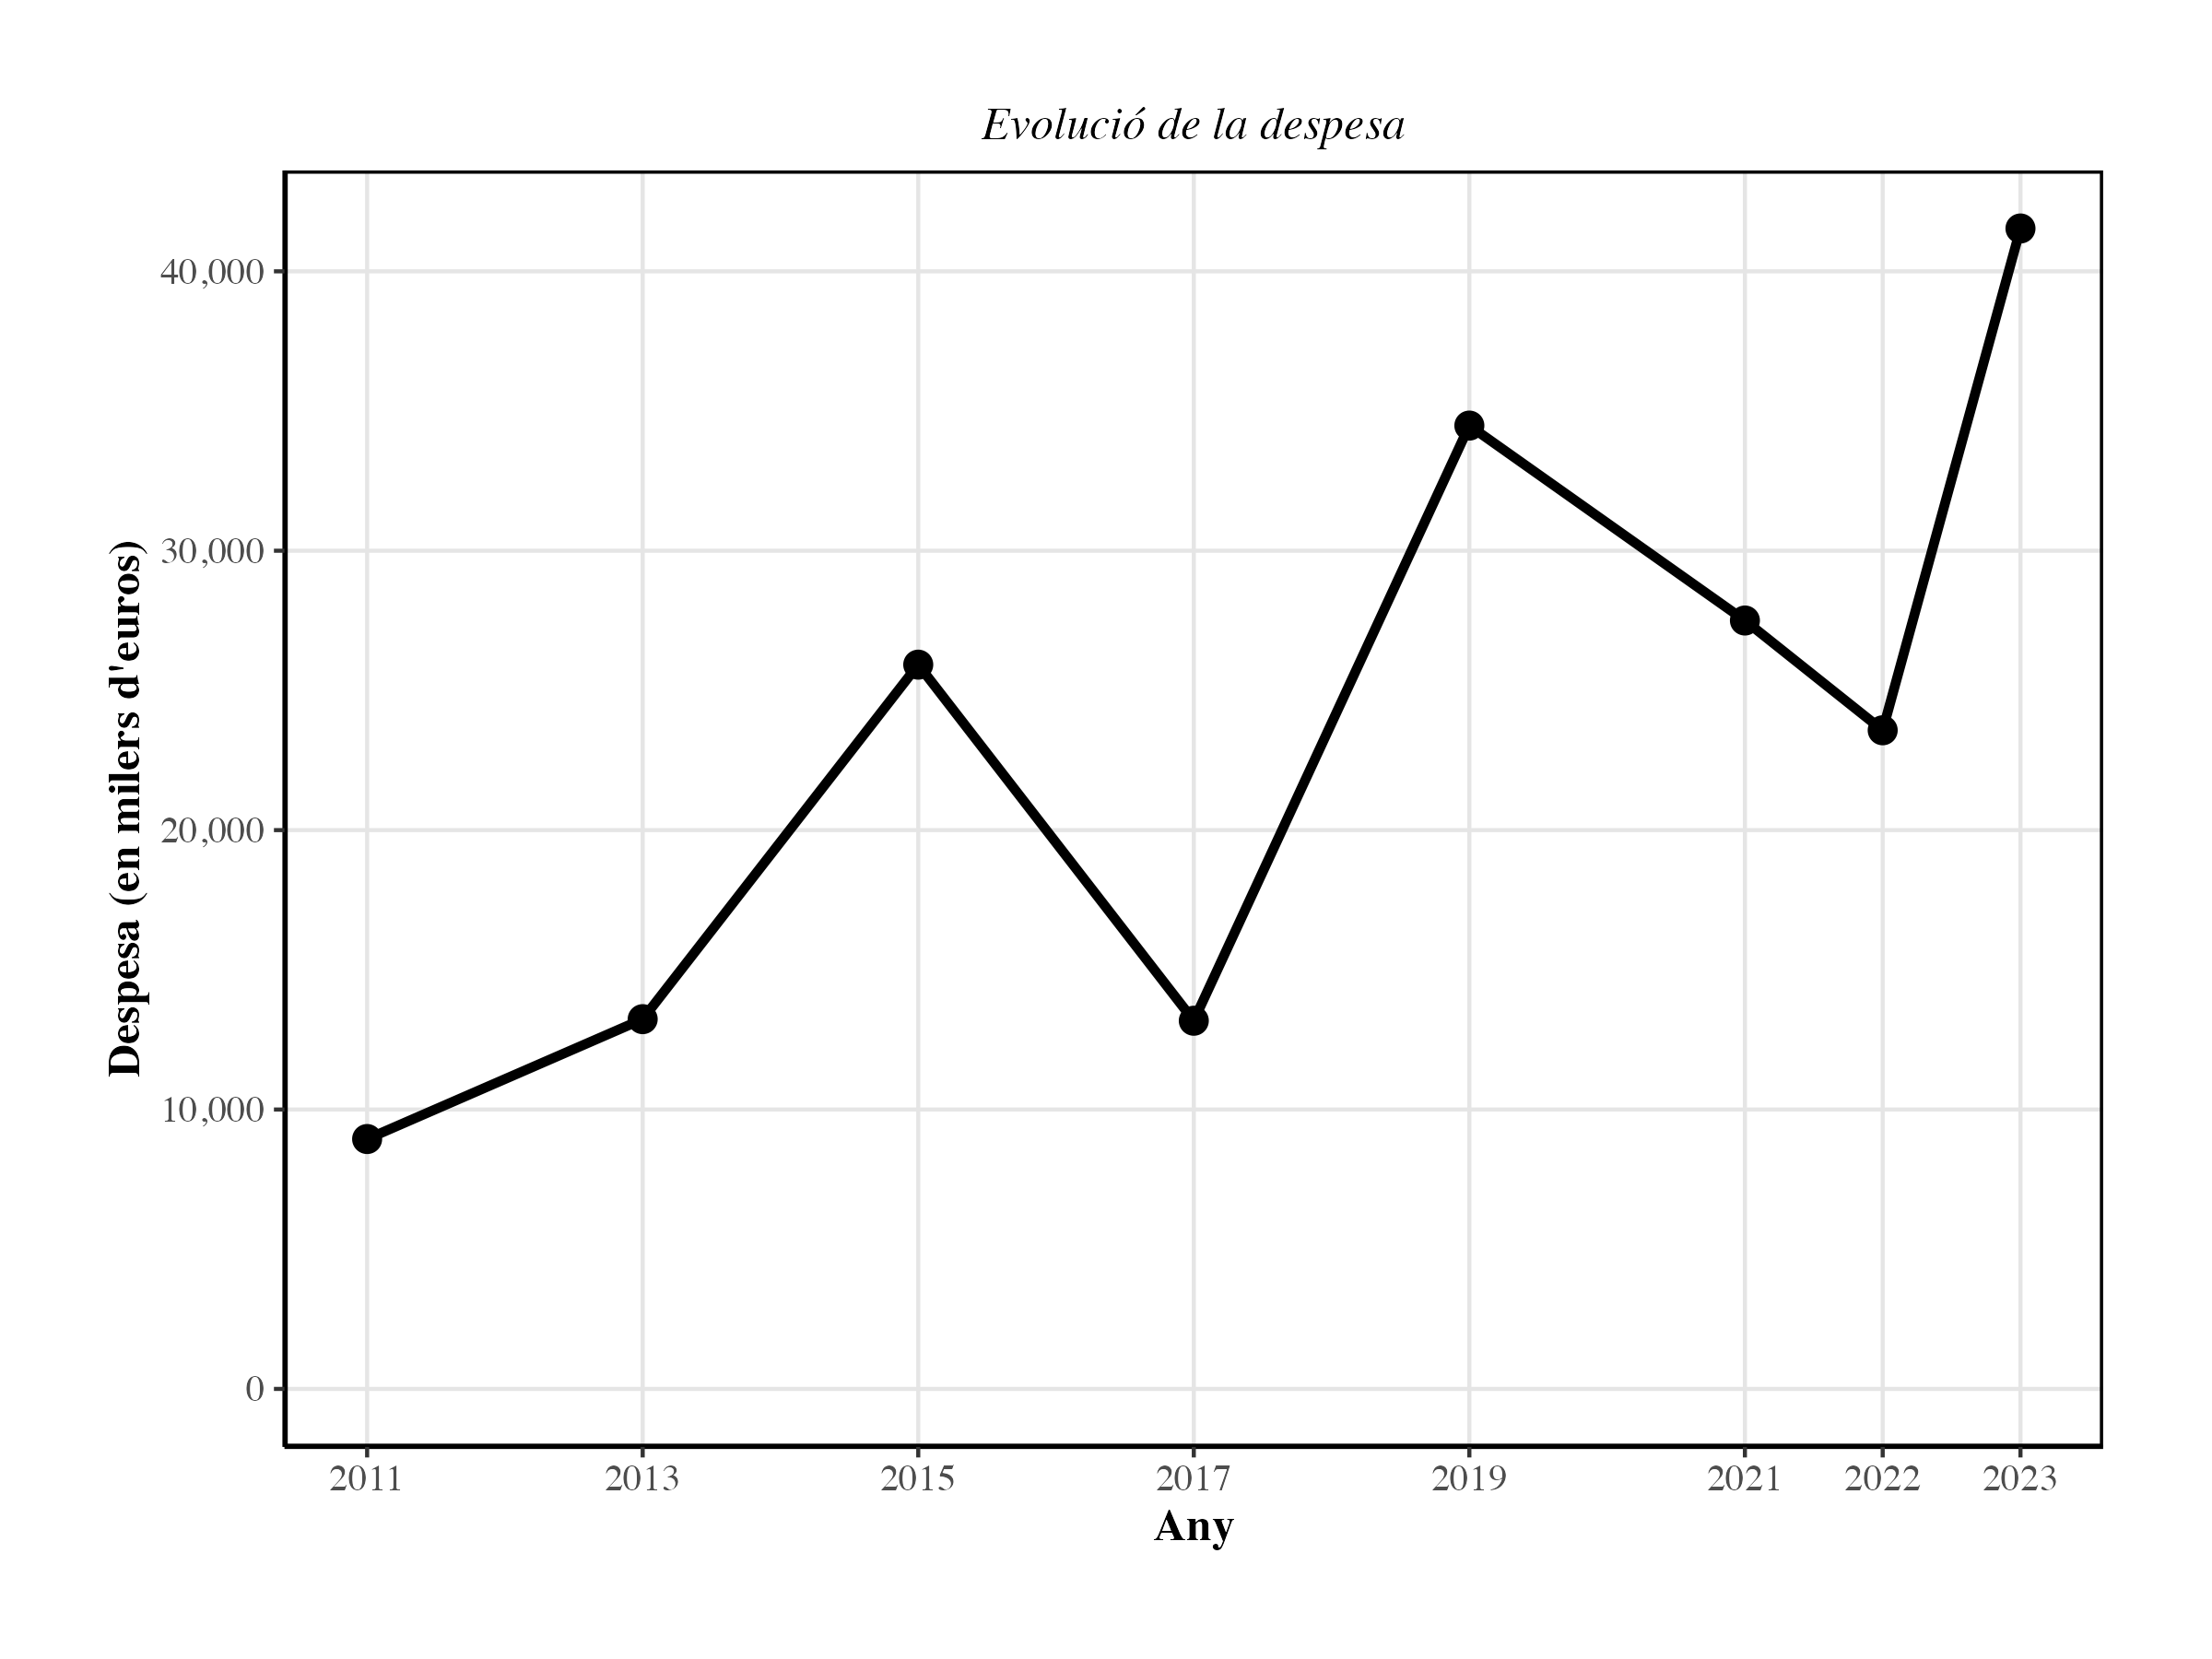 Evolució de la despesa
Despesa (en milers d'euros)
40,000
30,000
20,000
10,000
0
2011 2013 2015 2017 2019 2021 2022 2023
Any